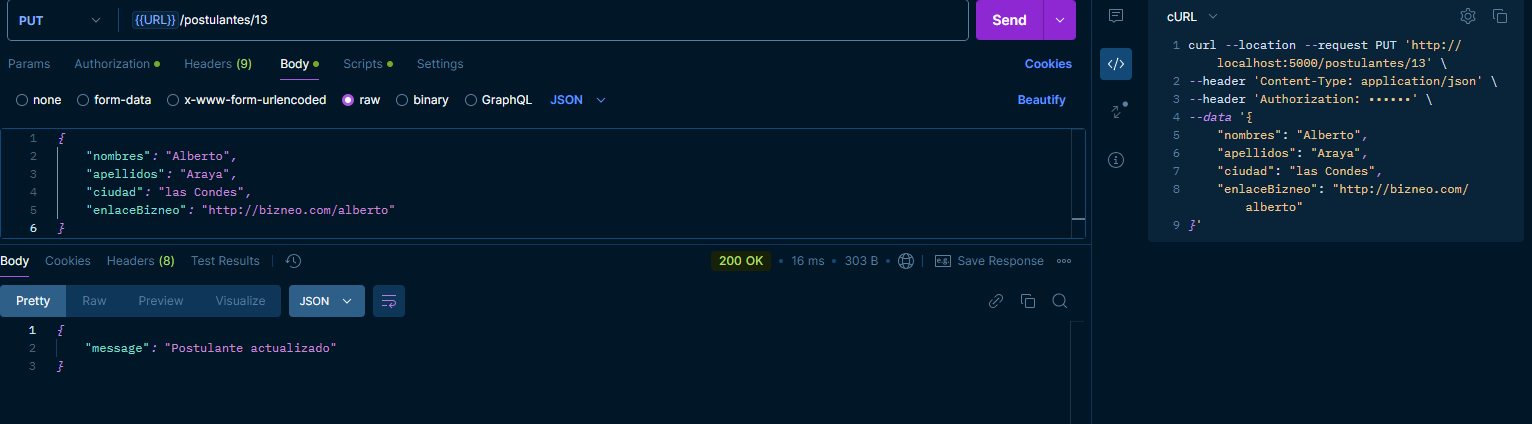 PUT {{URL}}/postulantes/13 Send
Params Authorization Headers (9) Body Scripts Settings Cookies
none form-data x-www-form-urlencoded raw binary GraphQL JSON Beautify
1 {
2 "nombres": "Alberto",
3 "apellidos": "Araya",
4 "ciudad": "las Condes",
5 "enlaceBizneo": "http://bizneo.com/alberto"
6 }
Body Cookies Headers (8) Test Results 200 OK • 16 ms • 303 B • e.g. Save Response
Pretty Raw Preview Visualize JSON
1 {
2 "message": "Postulante actualizado"
3 }
cURL
1 curl --location --request PUT 'http://
localhost:5000/postulantes/13' \
2 --header 'Content-Type: application/json' \
3 --header 'Authorization: ••••••' \
4 --data '{
5 "nombres": "Alberto",
6 "apellidos": "Araya",
7 "ciudad": "las Condes",
8 "enlaceBizneo": "http://bizneo.com/
alberto"
9 }'